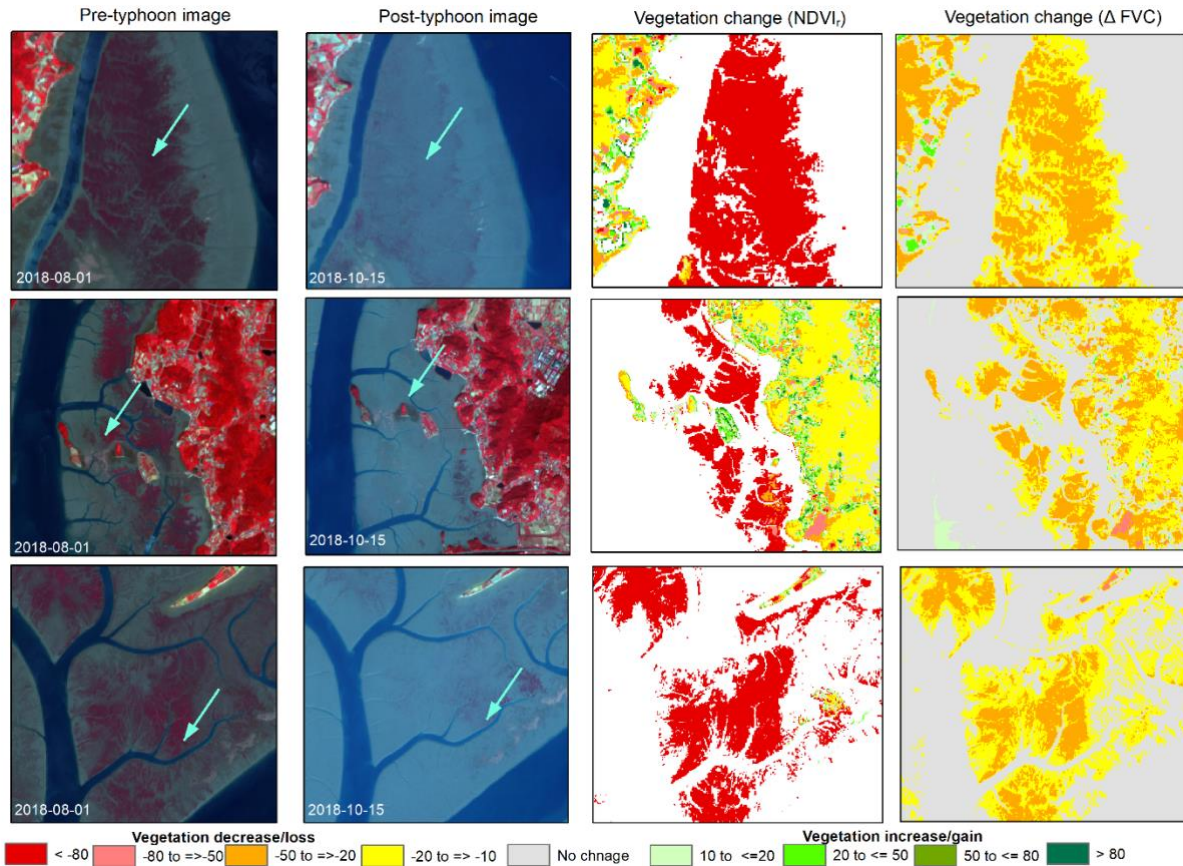 Pre-typhoon image Post-typhoon image Vegetation change (NDVIr) Vegetation change (Δ FVC)
2018-08-01 2018-10-15
2018-08-01 2018-10-15
2018-08-01 2018-10-15
Vegetation decrease/loss Vegetation increase/gain
< -80 -80 to =>-50 -50 to =>-20 -20 to => -10 No chnage 10 to <=20 20 to <= 50 50 to <= 80 > 80